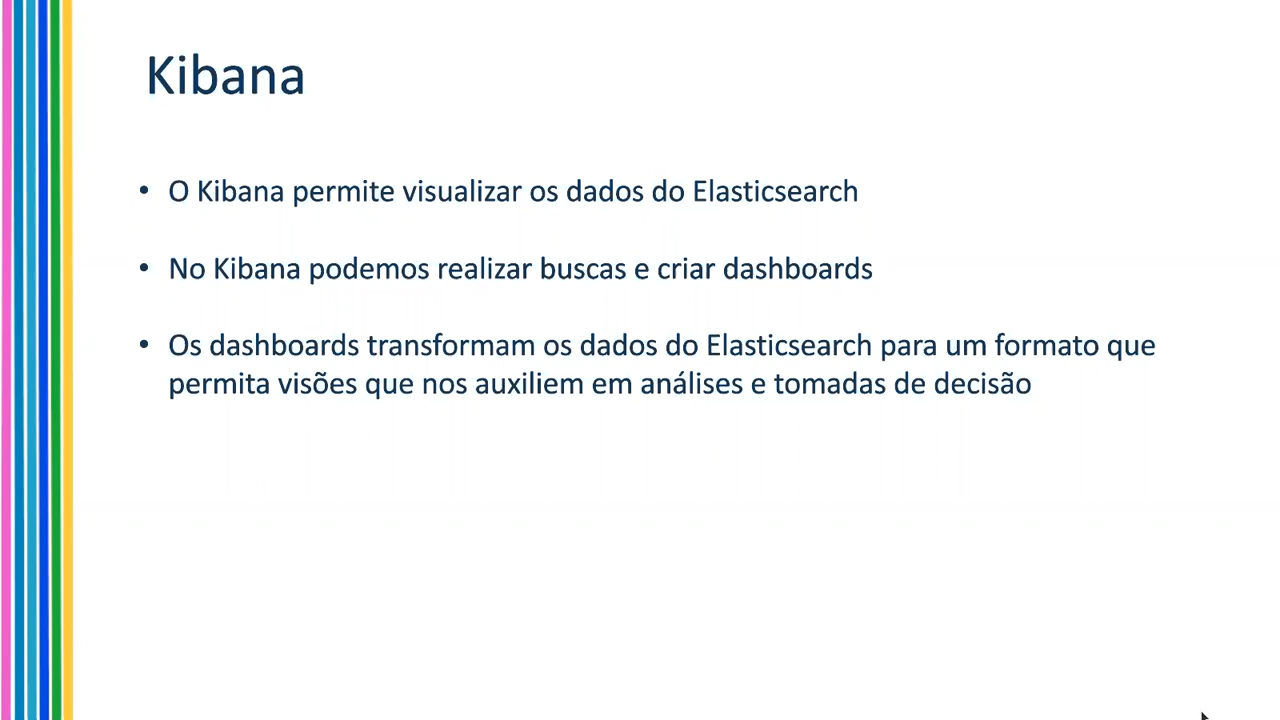 Kibana
• O Kibana permite visualizar os dados do Elasticsearch
• No Kibana podemos realizar buscas e criar dashboards
• Os dashboards transformam os dados do Elasticsearch para um formato que
permita visões que nos auxiliem em análises e tomadas de decisão